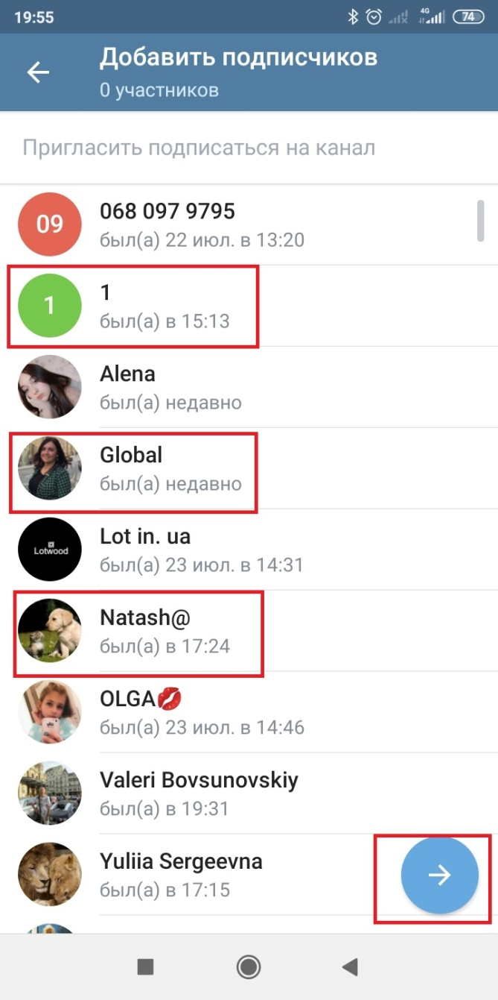 19:55
4G
74
Добавить подписчиков
0 участников
Пригласить подписаться на канал
09
068 097 9795
был(а) 22 июл. в 13:20
1
1
был(а) в 15:13
Alena
был(а) недавно
Global
был(а) недавно
Lotwood
Lot in. ua
был(а) 23 июл. в 14:31
Natash@
был(а) в 17:24
OLGA💋
был(а) 23 июл. в 14:46
Valeri Bovsunovskiy
был(а) в 19:31
Yuliia Sergeevna
был(а) в 17:15